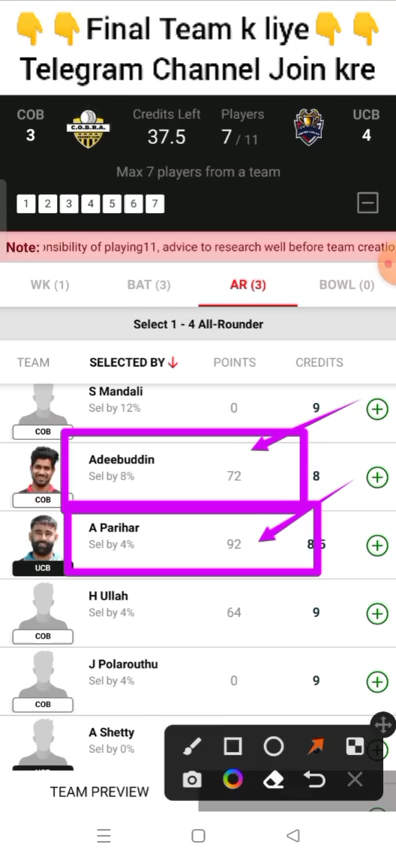 👇👇Final Team k liye👇👇
Telegram Channel Join kre
COB
3
C.O.B.R.A.
Credits Left
37.5
Players
7 / 11
UCB
4
Max 7 players from a team
1 2 3 4 5 6 7
Note: onsibility of playing11, advice to research well before team creatio
WK (1) BAT (3) AR (3) BOWL (0)
Select 1 - 4 All-Rounder
TEAM SELECTED BY POINTS CREDITS
S Mandali
Sel by 12% 0 9
COB
Adeebuddin
Sel by 8% 72 8
COB
A Parihar
Sel by 4% 92 8.5
UCB
H Ullah
Sel by 4% 64 9
COB
J Polarouthu
Sel by 4% 0 9
COB
A Shetty
Sel by 0%
TEAM PREVIEW